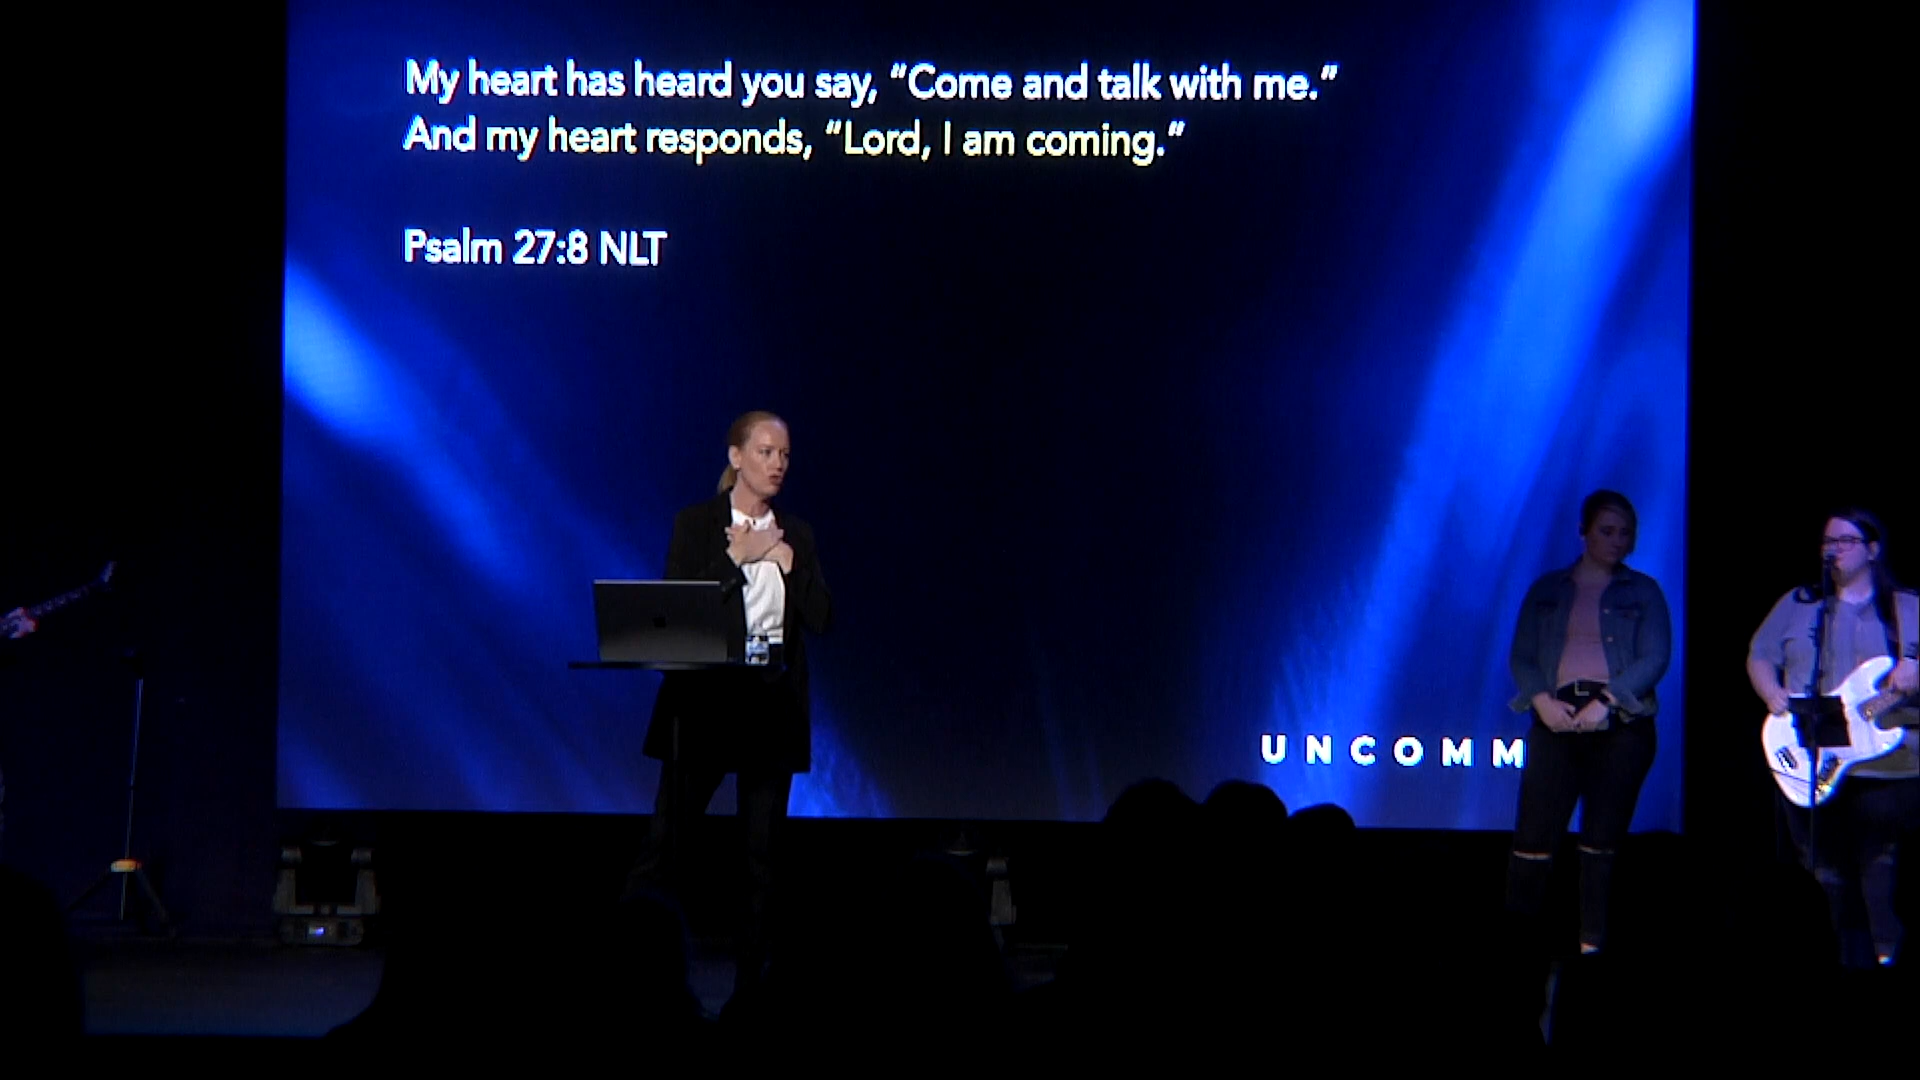 My heart has heard you say, “Come and talk with me.”
And my heart responds, “Lord, I am coming.”
Psalm 27:8 NLT
UNCOMM